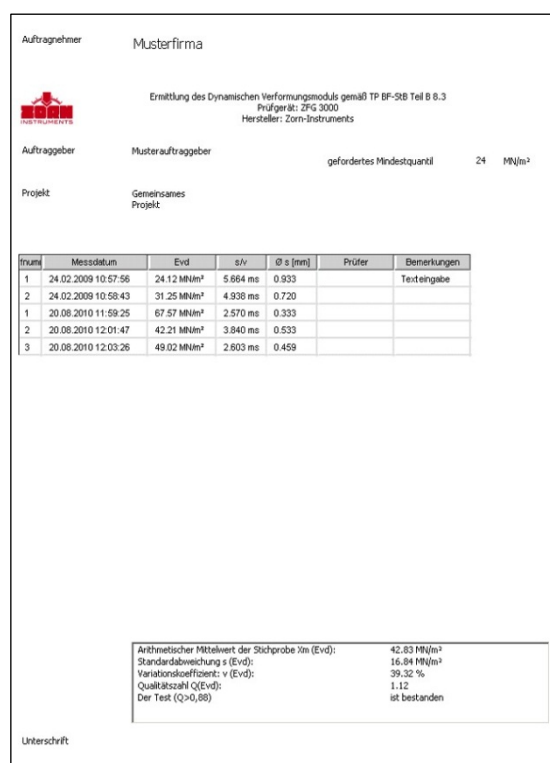 Auftragnehmer Musterfirma
ZORN
INSTRUMENTS
Ermittlung des Dynamischen Verformungsmoduls gemäß TP BF-StB Teil B 8.3
Prüfgerät: ZFG 3000
Hersteller: Zorn-Instruments
Auftraggeber Musterauftraggeber
gefordertes Mindestquantil 24 MN/m²
Projekt Gemeinsames
Projekt
fnum Messdatum Evd s/v Ø s [mm] Prüfer Bemerkungen
1 24.02.2009 10:57:56 24.12 MN/m² 5.664 ms 0.933 Texteingabe
2 24.02.2009 10:58:43 31.25 MN/m² 4.938 ms 0.720
1 20.08.2010 11:59:25 67.57 MN/m² 2.570 ms 0.333
2 20.08.2010 12:01:47 42.21 MN/m² 3.840 ms 0.533
3 20.08.2010 12:03:26 49.02 MN/m² 2.603 ms 0.459
Arithmetischer Mittelwert der Stichprobe Xm (Evd): 42.83 MN/m²
Standardabweichung s (Evd): 16.84 MN/m²
Variationskoeffizient: v (Evd): 39.32 %
Qualitätszahl Q(Evd): 1.12
Der Test (Q>0,88) ist bestanden
Unterschrift